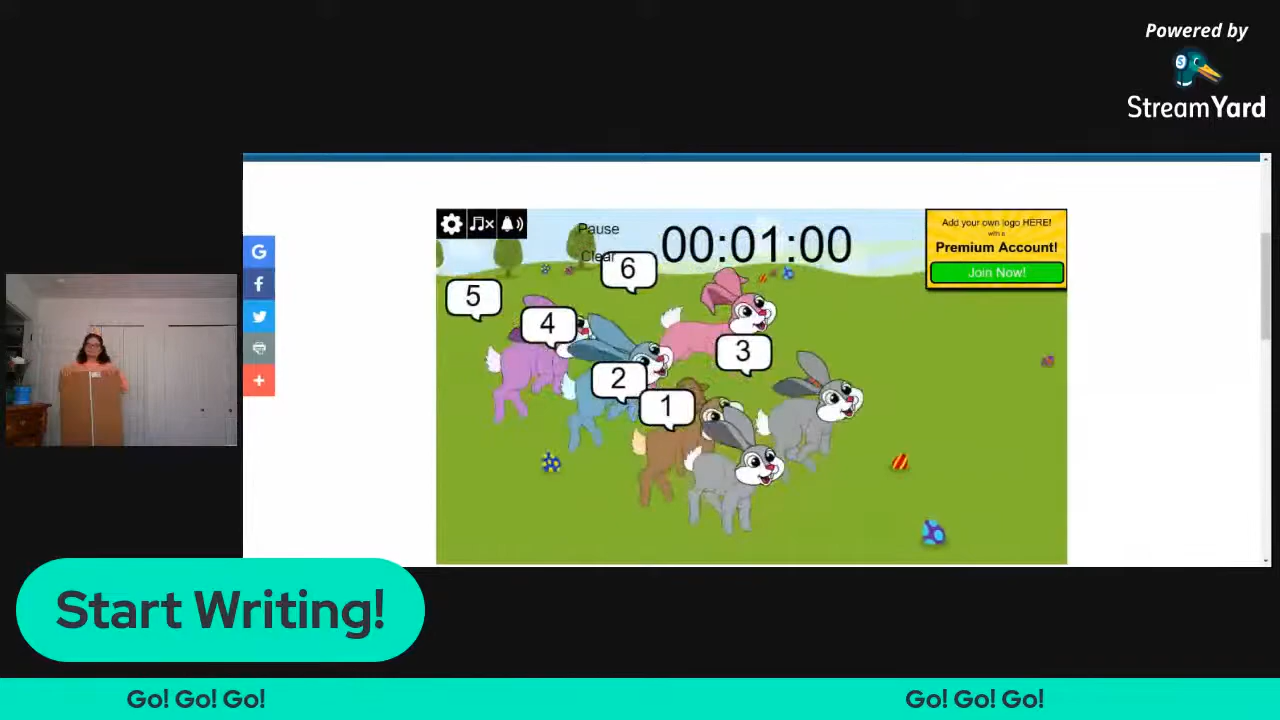 Powered by
StreamYard
Pause
Clear
00:01:00
Add your own logo HERE!
with a
Premium Account!
Join Now!
6
5
4
3
2
1
Start Writing!
Go! Go! Go!
Go! Go! Go!